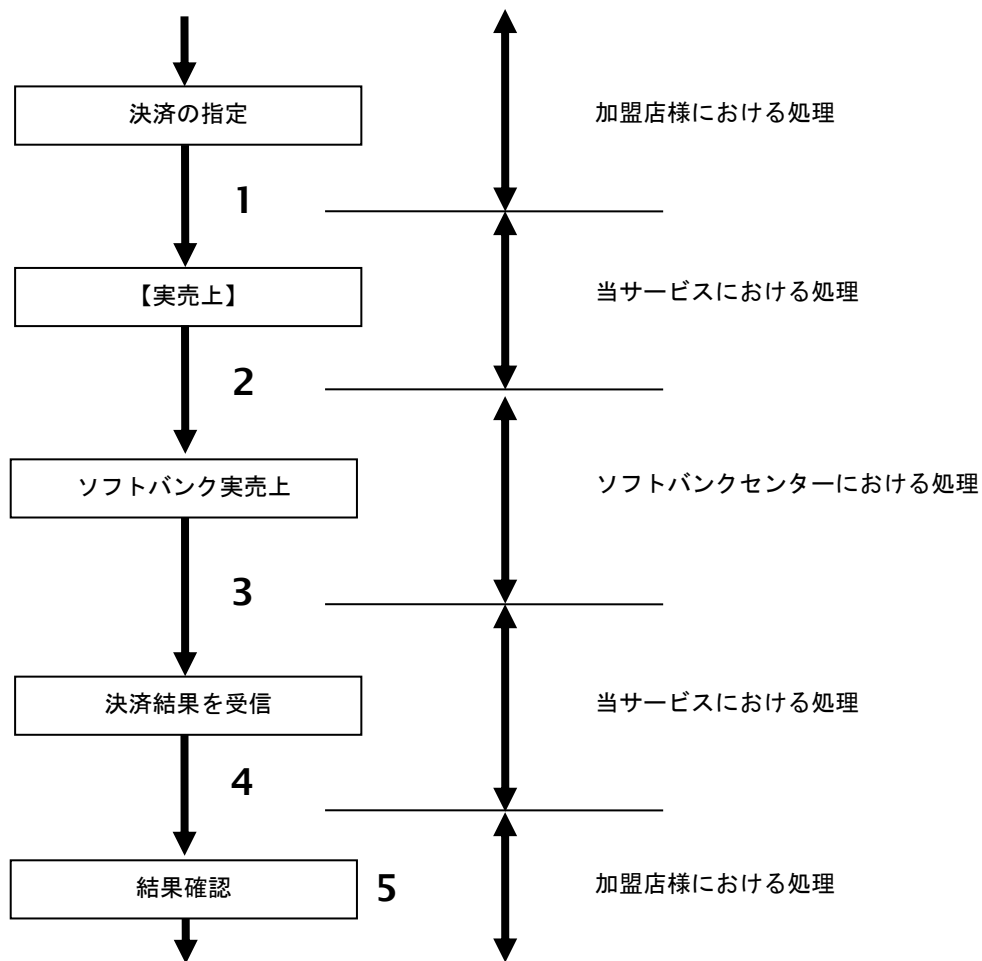 決済の指定
加盟店様における処理
1
【実売上】
当サービスにおける処理
2
ソフトバンク実売上
ソフトバンクセンターにおける処理
3
決済結果を受信
当サービスにおける処理
4
結果確認
5
加盟店様における処理